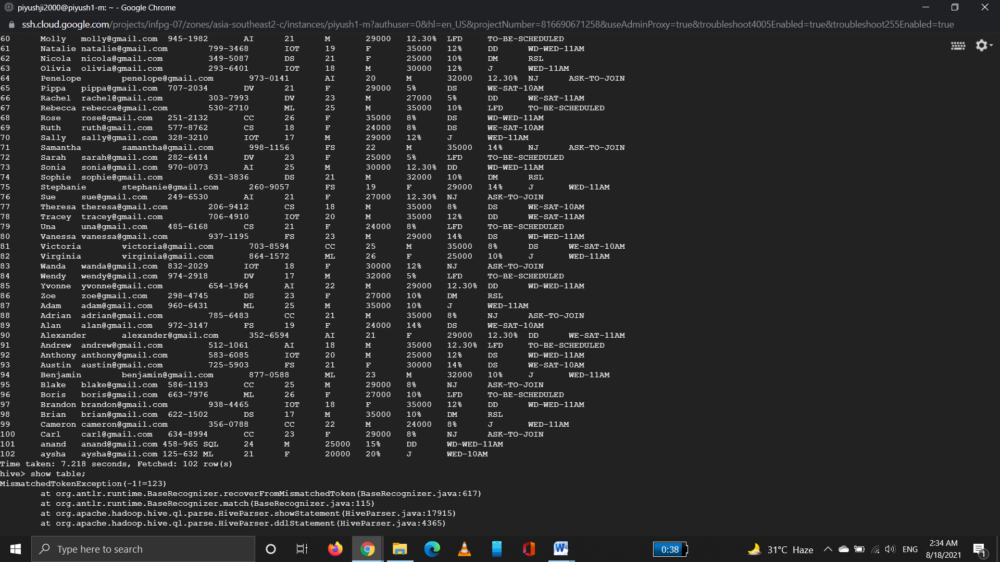 piyushji2000@piyush1-m: ~ - Google Chrome
ssh.cloud.google.com/projects/infpg-07/zones/asia-southeast2-c/instances/piyush1-m?authuser=0&hl=en_US&projectNumber=816690671258&useAdminProxy=true&troubleshoot4005Enabled=true&troubleshoot255Enabled=true
60 Molly molly@gmail.com 945-1982 AI 21 M 29000 12.30% LFD TO-BE-SCHEDULED
61 Natalie natalie@gmail.com 799-3468 IOT 19 F 35000 12% DD WD-WED-11AM
62 Nicola nicola@gmail.com 349-5087 DS 21 F 25000 10% DM RSL
63 Olivia olivia@gmail.com 293-6401 IOT 18 M 30000 12% J WED-11AM
64 Penelope penelope@gmail.com 973-0141 AI 20 M 32000 12.30% NJ ASK-TO-JOIN
65 Pippa pippa@gmail.com 707-2034 DV 21 F 29000 5% DS WE-SAT-10AM
66 Rachel rachel@gmail.com 303-7993 DV 23 M 27000 5% DD WE-SAT-11AM
67 Rebecca rebecca@gmail.com 530-2710 ML 25 M 35000 10% LFD TO-BE-SCHEDULED
68 Rose rose@gmail.com 251-2132 CC 26 F 35000 8% DS WD-WED-11AM
69 Ruth ruth@gmail.com 577-8762 CS 18 F 24000 8% DS WE-SAT-10AM
70 Sally sally@gmail.com 328-3210 IOT 17 M 29000 12% J WED-11AM
71 Samantha samantha@gmail.com 998-1156 FS 22 M 35000 14% NJ ASK-TO-JOIN
72 Sarah sarah@gmail.com 282-6414 DV 23 F 25000 5% LFD TO-BE-SCHEDULED
73 Sonia sonia@gmail.com 970-0073 AI 25 M 30000 12.30% DD WD-WED-11AM
74 Sophie sophie@gmail.com 631-3836 DS 21 M 32000 10% DM RSL
75 Stephanie stephanie@gmail.com 260-9057 FS 19 F 29000 14% J WED-11AM
76 Sue sue@gmail.com 249-6530 AI 21 F 27000 12.30% NJ ASK-TO-JOIN
77 Theresa theresa@gmail.com 206-9412 CS 18 M 35000 8% DS WE-SAT-10AM
78 Tracey tracey@gmail.com 706-4910 IOT 20 M 35000 12% DD WE-SAT-11AM
79 Una una@gmail.com 485-6168 CS 21 F 24000 8% LFD TO-BE-SCHEDULED
80 Vanessa vanessa@gmail.com 937-1195 FS 23 M 29000 14% DS WD-WED-11AM
81 Victoria victoria@gmail.com 703-8594 CC 25 M 35000 8% DS WE-SAT-10AM
82 Virginia virginia@gmail.com 864-1572 ML 26 F 25000 10% J WED-11AM
83 Wanda wanda@gmail.com 832-2029 IOT 18 F 30000 12% NJ ASK-TO-JOIN
84 Wendy wendy@gmail.com 974-2918 DV 17 M 32000 5% LFD TO-BE-SCHEDULED
85 Yvonne yvonne@gmail.com 654-1964 AI 22 M 29000 12.30% DD WD-WED-11AM
86 Zoe zoe@gmail.com 298-4745 DS 23 F 27000 10% DM RSL
87 Adam adam@gmail.com 960-6431 ML 25 M 35000 10% J WED-11AM
88 Adrian adrian@gmail.com 785-6483 CC 21 M 35000 8% NJ ASK-TO-JOIN
89 Alan alan@gmail.com 972-3147 FS 19 F 24000 14% DS WE-SAT-10AM
90 Alexander alexander@gmail.com 352-6594 AI 21 F 29000 12.30% DD WE-SAT-11AM
91 Andrew andrew@gmail.com 512-1061 AI 18 M 35000 12.30% LFD TO-BE-SCHEDULED
92 Anthony anthony@gmail.com 583-6085 IOT 20 M 25000 12% DS WD-WED-11AM
93 Austin austin@gmail.com 725-5903 FS 21 F 30000 14% DS WE-SAT-10AM
94 Benjamin benjamin@gmail.com 877-0588 ML 23 M 32000 10% J WED-11AM
95 Blake blake@gmail.com 586-1193 CC 25 M 29000 8% NJ ASK-TO-JOIN
96 Boris boris@gmail.com 663-7976 ML 26 F 27000 10% LFD TO-BE-SCHEDULED
97 Brandon brandon@gmail.com 938-4465 IOT 18 F 35000 12% DD WD-WED-11AM
98 Brian brian@gmail.com 622-1502 DS 17 M 35000 10% DM RSL
99 Cameron cameron@gmail.com 356-0788 CC 22 M 24000 8% J WED-11AM
100 Carl carl@gmail.com 634-8994 CC 23 F 29000 8% NJ ASK-TO-JOIN
101 anand anand@gmail.com 458-965 SQL 24 M 25000 15% DD WD-WED-11AM
102 aysha aysha@gmail.com 125-632 ML 21 F 20000 20% J WED-10AM
Time taken: 7.218 seconds, Fetched: 102 row(s)
hive> show table;
MismatchedTokenException(-1!=123)
at org.antlr.runtime.BaseRecognizer.recoverFromMismatchedToken(BaseRecognizer.java:617)
at org.antlr.runtime.BaseRecognizer.match(BaseRecognizer.java:115)
at org.apache.hadoop.hive.ql.parse.HiveParser.showStatement(HiveParser.java:17915)
at org.apache.hadoop.hive.ql.parse.HiveParser.ddlStatement(HiveParser.java:4365)
Type here to search
0:38
31°C Haze
ENG
2:34 AM
8/18/2021
1